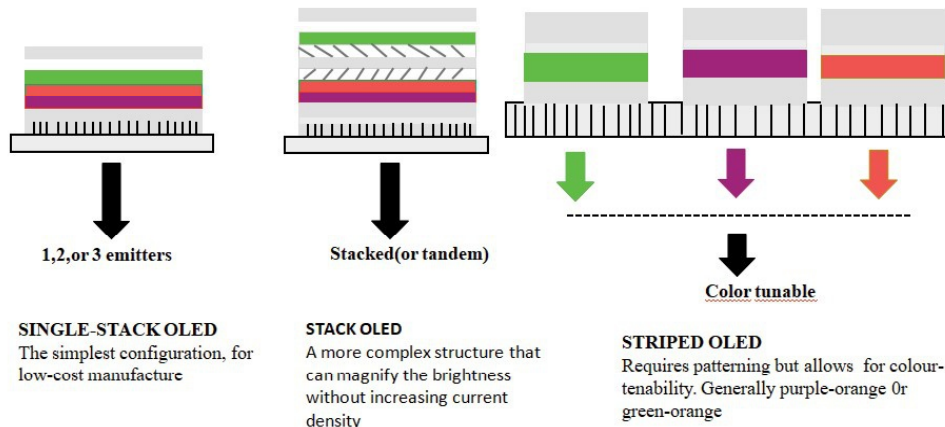 1,2,or 3 emitters
Stacked(or tandem)
Color tunable
SINGLE-STACK OLED
The simplest configuration, for
low-cost manufacture
STACK OLED
A more complex structure that
can magnify the brightness
without increasing current
density
STRIPED OLED
Requires patterning but allows for colour-
tenability. Generally purple-orange 0r
green-orange